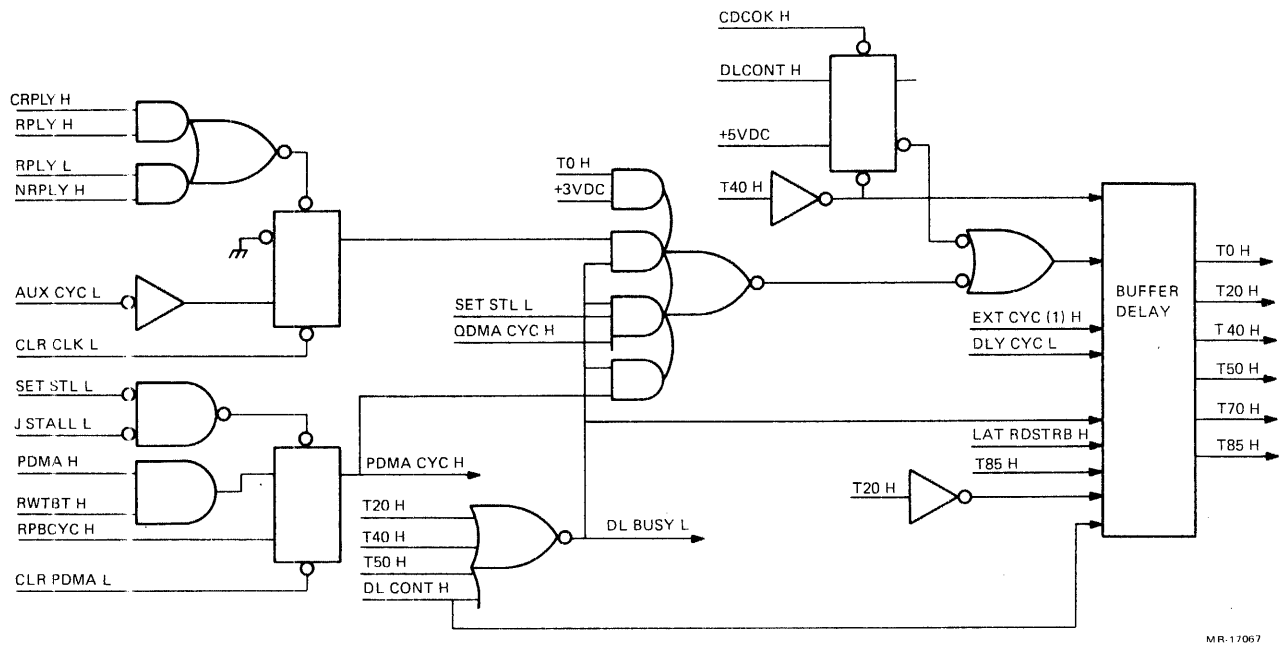 CDCOK H
DLCONT H
+5VDC
T40 H
CRPLY H
RPLY H
RPLY L
NRPLY H
AUX CYC L
CLR CLK L
T0 H
+3VDC
SET STL L
QDMA CYC H
SET STL L
J STALL L
PDMA H
RWTBT H
RPBCYC H
CLR PDMA L
PDMA CYC H
T20 H
T40 H
T50 H
DL CONT H
DL BUSY L
EXT CYC (1) H
DLY CYC L
LAT RDSTRB H
T85 H
T20 H
BUFFER
DELAY
T0 H
T20 H
T40 H
T50 H
T70 H
T85 H
MR-17067